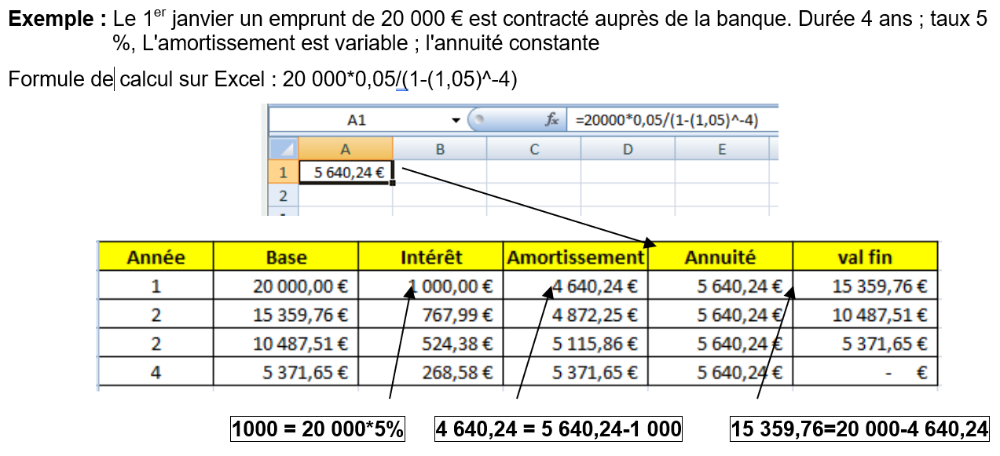 Exemple : Le 1er janvier un emprunt de 20 000 € est contracté auprès de la banque. Durée 4 ans ; taux 5
%, L'amortissement est variable ; l'annuité constante
Formule de calcul sur Excel : 20 000*0,05/(1-(1,05)^-4)
A1 fx =20000*0,05/(1-(1,05)^-4)
A B C D E
1 5 640,24 €
2
Année Base Intérêt Amortissement Annuité val fin
1 20 000,00 € 1 000,00 € 4 640,24 € 5 640,24 € 15 359,76 €
2 15 359,76 € 767,99 € 4 872,25 € 5 640,24 € 10 487,51 €
2 10 487,51 € 524,38 € 5 115,86 € 5 640,24 € 5 371,65 €
4 5 371,65 € 268,58 € 5 371,65 € 5 640,24 € - €
1000 = 20 000*5% 4 640,24 = 5 640,24-1 000 15 359,76=20 000-4 640,24